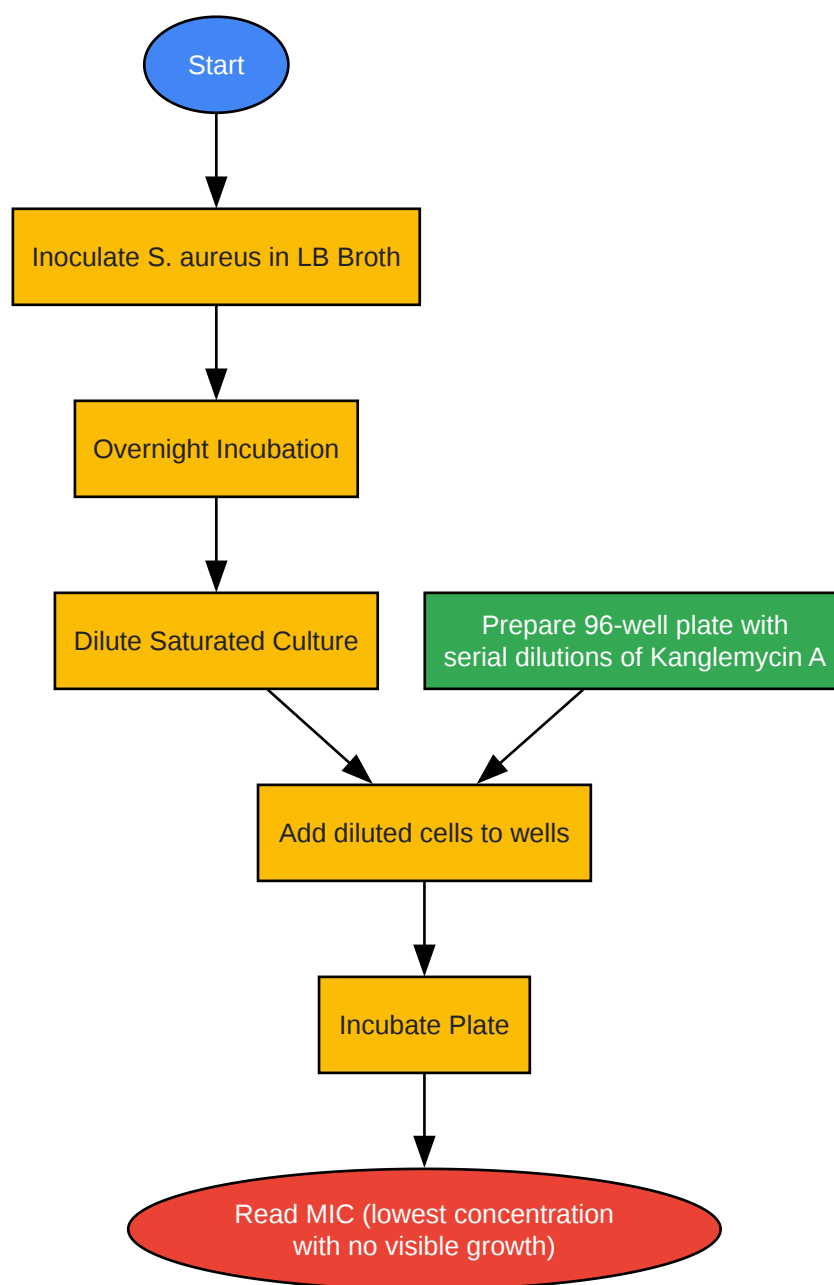 Start
Inoculate S. aureus in LB Broth
Overnight Incubation
Dilute Saturated Culture
Prepare 96-well plate with
serial dilutions of Kanglemycin A
Add diluted cells to wells
Incubate Plate
Read MIC (lowest concentration
with no visible growth)